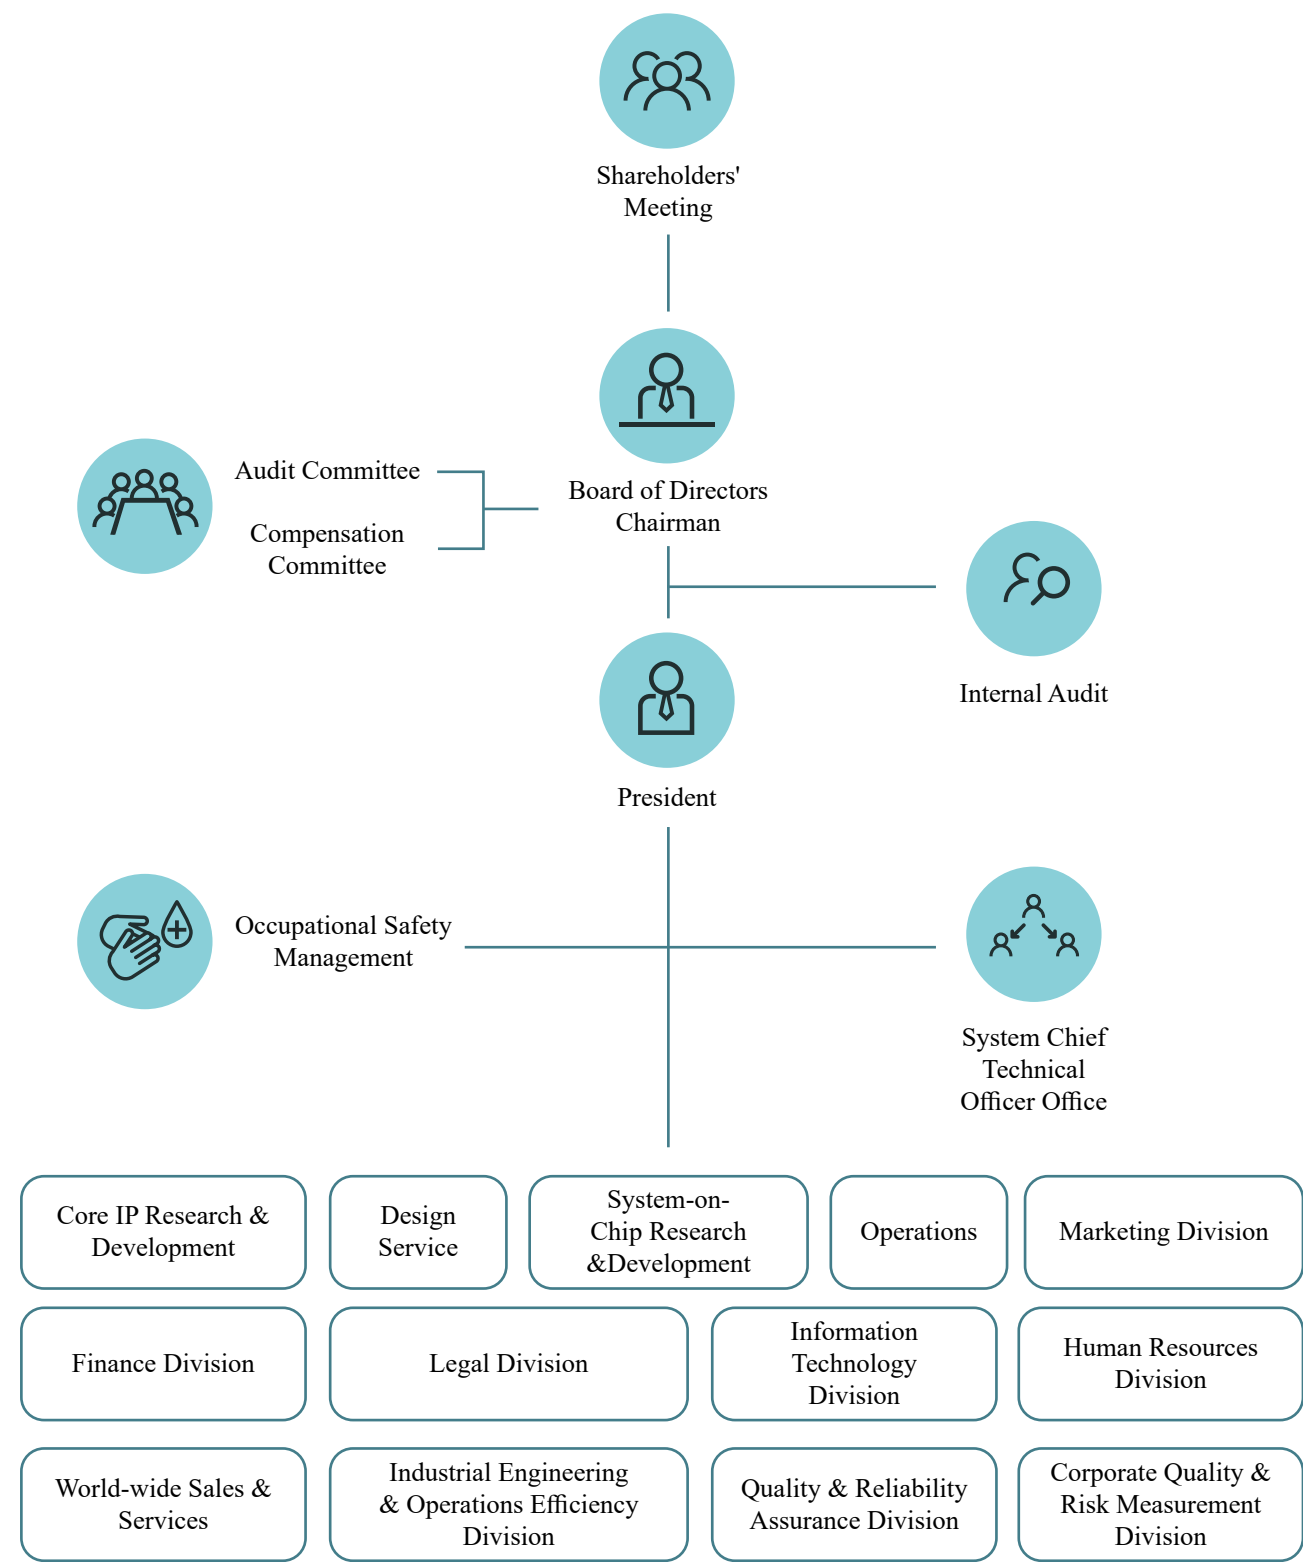 Shareholders'
Meeting
Audit Committee
Compensation
Committee
Board of Directors
Chairman
Internal Audit
President
Occupational Safety
Management
System Chief
Technical
Officer Office
Core IP Research &
Development
Design
Service
System-on-
Chip Research
&Development
Operations
Marketing Division
Finance Division
Legal Division
Information
Technology
Division
Human Resources
Division
World-wide Sales &
Services
Industrial Engineering
& Operations Efficiency
Division
Quality & Reliability
Assurance Division
Corporate Quality &
Risk Measurement
Division